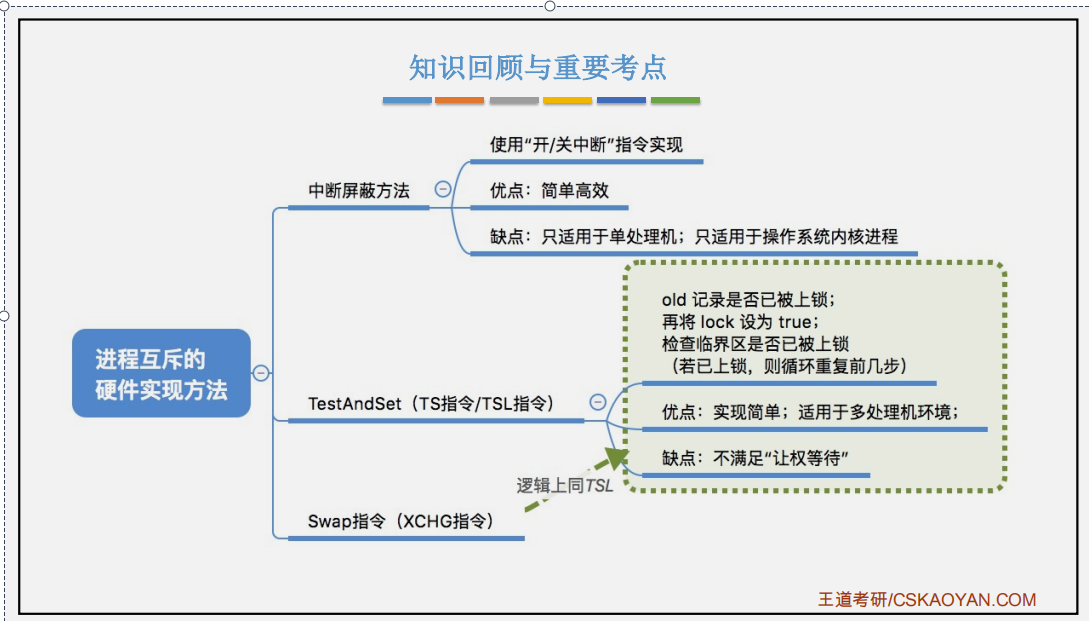 知识回顾与重要考点
使用“开/关中断”指令实现
中断屏蔽方法
优点：简单高效
缺点：只适用于单处理机；只适用于操作系统内核进程
old 记录是否已被上锁；
再将 lock 设为 true；
检查临界区是否已被上锁
（若已上锁，则循环重复前几步）
进程互斥的
硬件实现方法
TestAndSet（TS指令/TSL指令）
优点：实现简单；适用于多处理机环境；
缺点：不满足“让权等待”
逻辑上同TSL
Swap指令（XCHG指令）
王道考研/CSKAOYAN.COM